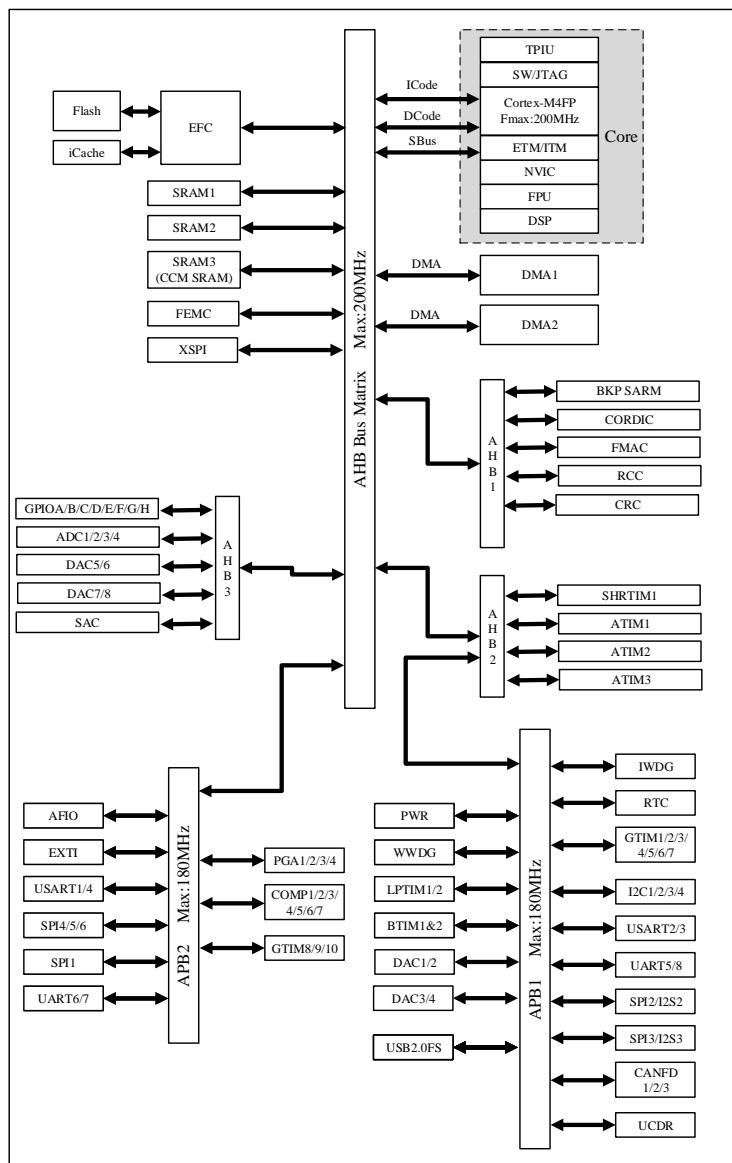 TPIU
SW/JTAG
Cortex-M4FP
Fmax:200MHz
ETM/ITM
NVIC
FPU
DSP
Core
ICode
DCode
SBus
Flash
iCache
EFC
SRAM1
SRAM2
SRAM3
(CCM SRAM)
FEMC
XSPI
AHB Bus Matrix Max:200MHz
DMA
DMA1
DMA
DMA2
AHB1
BKP SARM
CORDIC
FMAC
RCC
CRC
GPIOA/B/C/D/E/F/G/H
ADC1/2/3/4
DAC5/6
DAC7/8
SAC
AHB3
AHB2
SHRTIM1
ATIM1
ATIM2
ATIM3
AFIO
EXTI
USART1/4
SPI4/5/6
SPI1
UART6/7
APB2 Max:180MHz
PGA1/2/3/4
COMP1/2/3/
4/5/6/7
GTIM8/9/10
PWR
WWDG
LPTIM1/2
BTIM1&2
DAC1/2
DAC3/4
USB2.0FS
APB1 Max:180MHz
IWDG
RTC
GTIM1/2/3/
4/5/6/7
I2C1/2/3/4
USART2/3
UART5/8
SPI2/I2S2
SPI3/I2S3
CANFD
1/2/3
UCDR